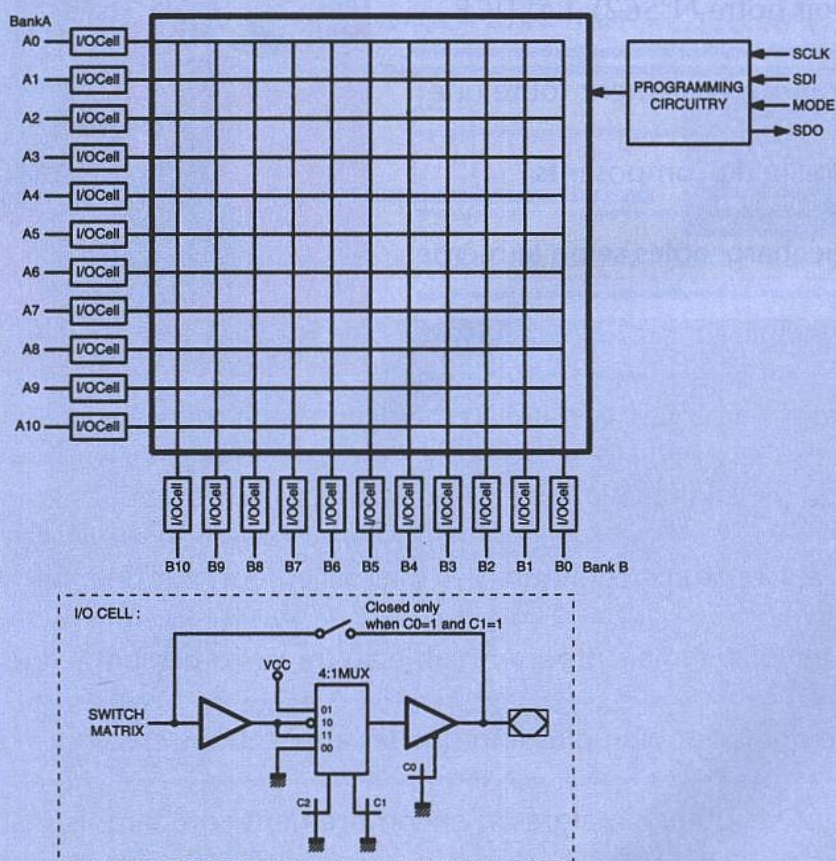 BankA
A0 I/OCell
A1 I/OCell
A2 I/OCell
A3 I/OCell
A4 I/OCell
A5 I/OCell
A6 I/OCell
A7 I/OCell
A8 I/OCell
A9 I/OCell
A10 I/OCell
PROGRAMMING
CIRCUITRY
SCLK
SDI
MODE
SDO
I/OCell I/OCell I/OCell I/OCell I/OCell I/OCell I/OCell I/OCell I/OCell I/OCell I/OCell
B10 B9 B8 B7 B6 B5 B4 B3 B2 B1 B0 Bank B
I/O CELL :
Closed only
when C0=1 and C1=1
VCC
4:1MUX
SWITCH
MATRIX
01
10
11
00
C0
C2
C1